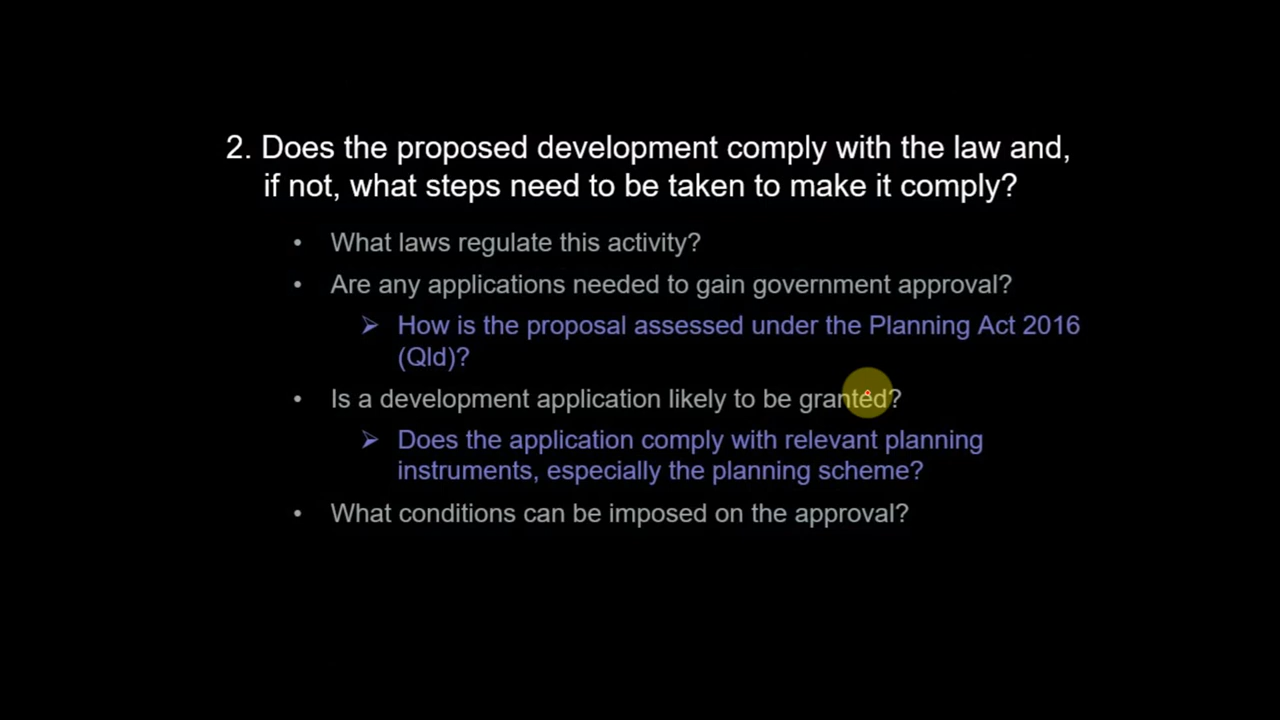 2. Does the proposed development comply with the law and,
if not, what steps need to be taken to make it comply?
• What laws regulate this activity?
• Are any applications needed to gain government approval?
➢ How is the proposal assessed under the Planning Act 2016
(Qld)?
• Is a development application likely to be granted?
➢ Does the application comply with relevant planning
instruments, especially the planning scheme?
• What conditions can be imposed on the approval?